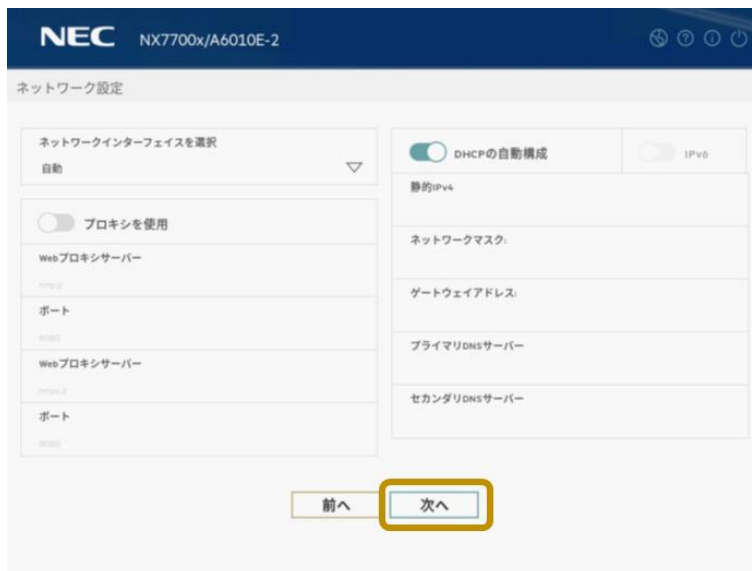 NEC NX7700x/A6010E-2
ネットワーク設定
ネットワークインターフェイスを選択
自動
プロキシを使用
Webプロキシサーバー
http://
ポート
8080
Webプロキシサーバー
https://
ポート
8080
DHCPの自動構成
IPv6
静的IPv4
ネットワークマスク:
ゲートウェイアドレス:
プライマリDNSサーバー
セカンダリDNSサーバー
前へ
次へ